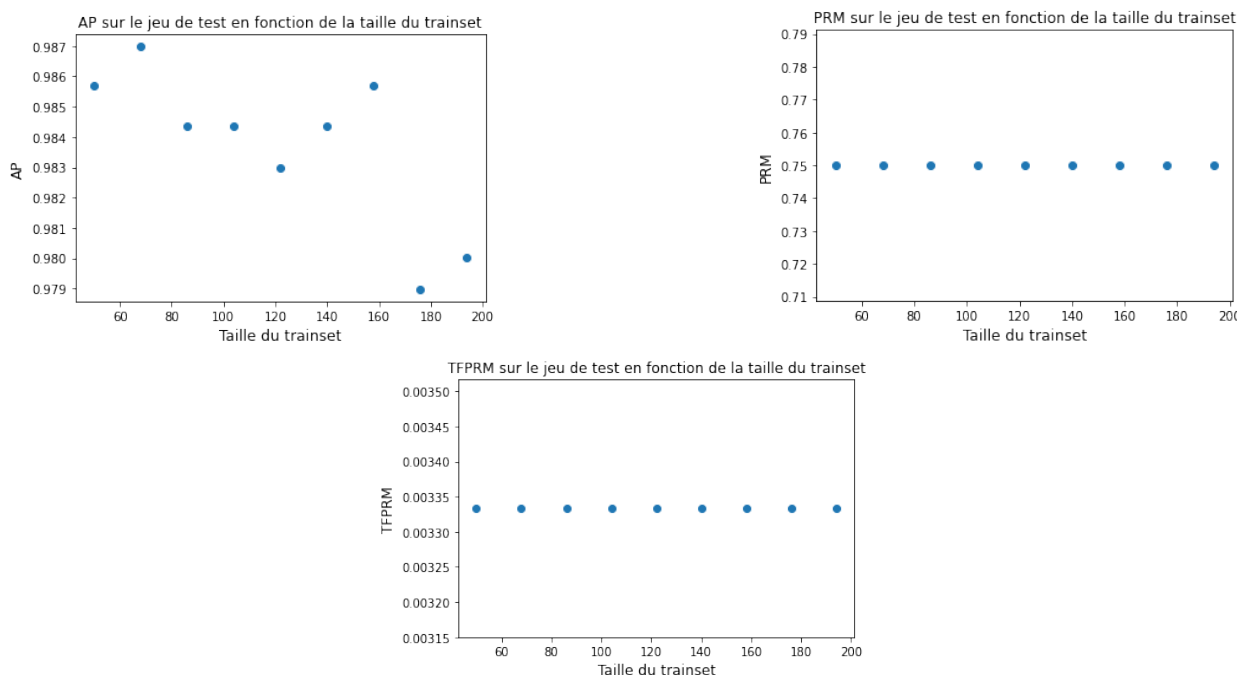 AP sur le jeu de test en fonction de la taille du trainset
0.987
0.986
0.985
0.984
0.983
0.982
0.981
0.980
0.979
AP
60 80 100 120 140 160 180 200
Taille du trainset
PRM sur le jeu de test en fonction de la taille du trainset
0.79
0.78
0.77
0.76
0.75
0.74
0.73
0.72
0.71
PRM
60 80 100 120 140 160 180 200
Taille du trainset
TFPRM sur le jeu de test en fonction de la taille du trainset
0.00350
0.00345
0.00340
0.00335
0.00330
0.00325
0.00320
0.00315
TFPRM
60 80 100 120 140 160 180 200
Taille du trainset